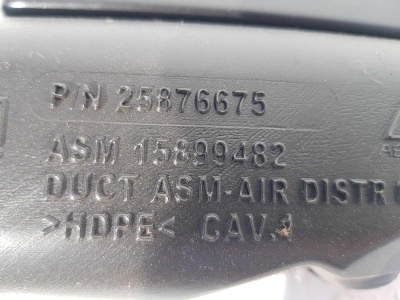 P/N 25876675
ASM 15899482
DUCT ASM-AIR DISTR
>HDPE< CAV.1